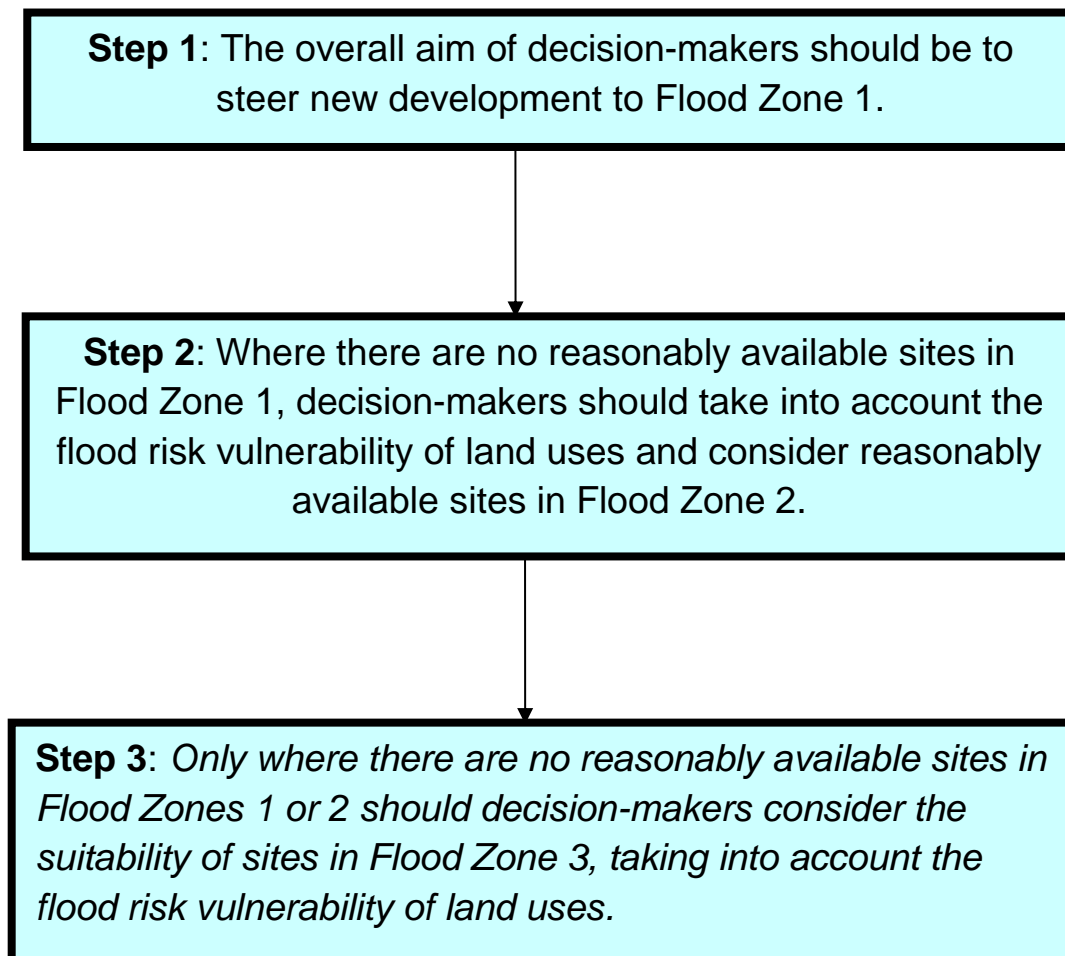 Step 1: The overall aim of decision-makers should be to
steer new development to Flood Zone 1.
Step 2: Where there are no reasonably available sites in
Flood Zone 1, decision-makers should take into account the
flood risk vulnerability of land uses and consider reasonably
available sites in Flood Zone 2.
Step 3: Only where there are no reasonably available sites in
Flood Zones 1 or 2 should decision-makers consider the
suitability of sites in Flood Zone 3, taking into account the
flood risk vulnerability of land uses.